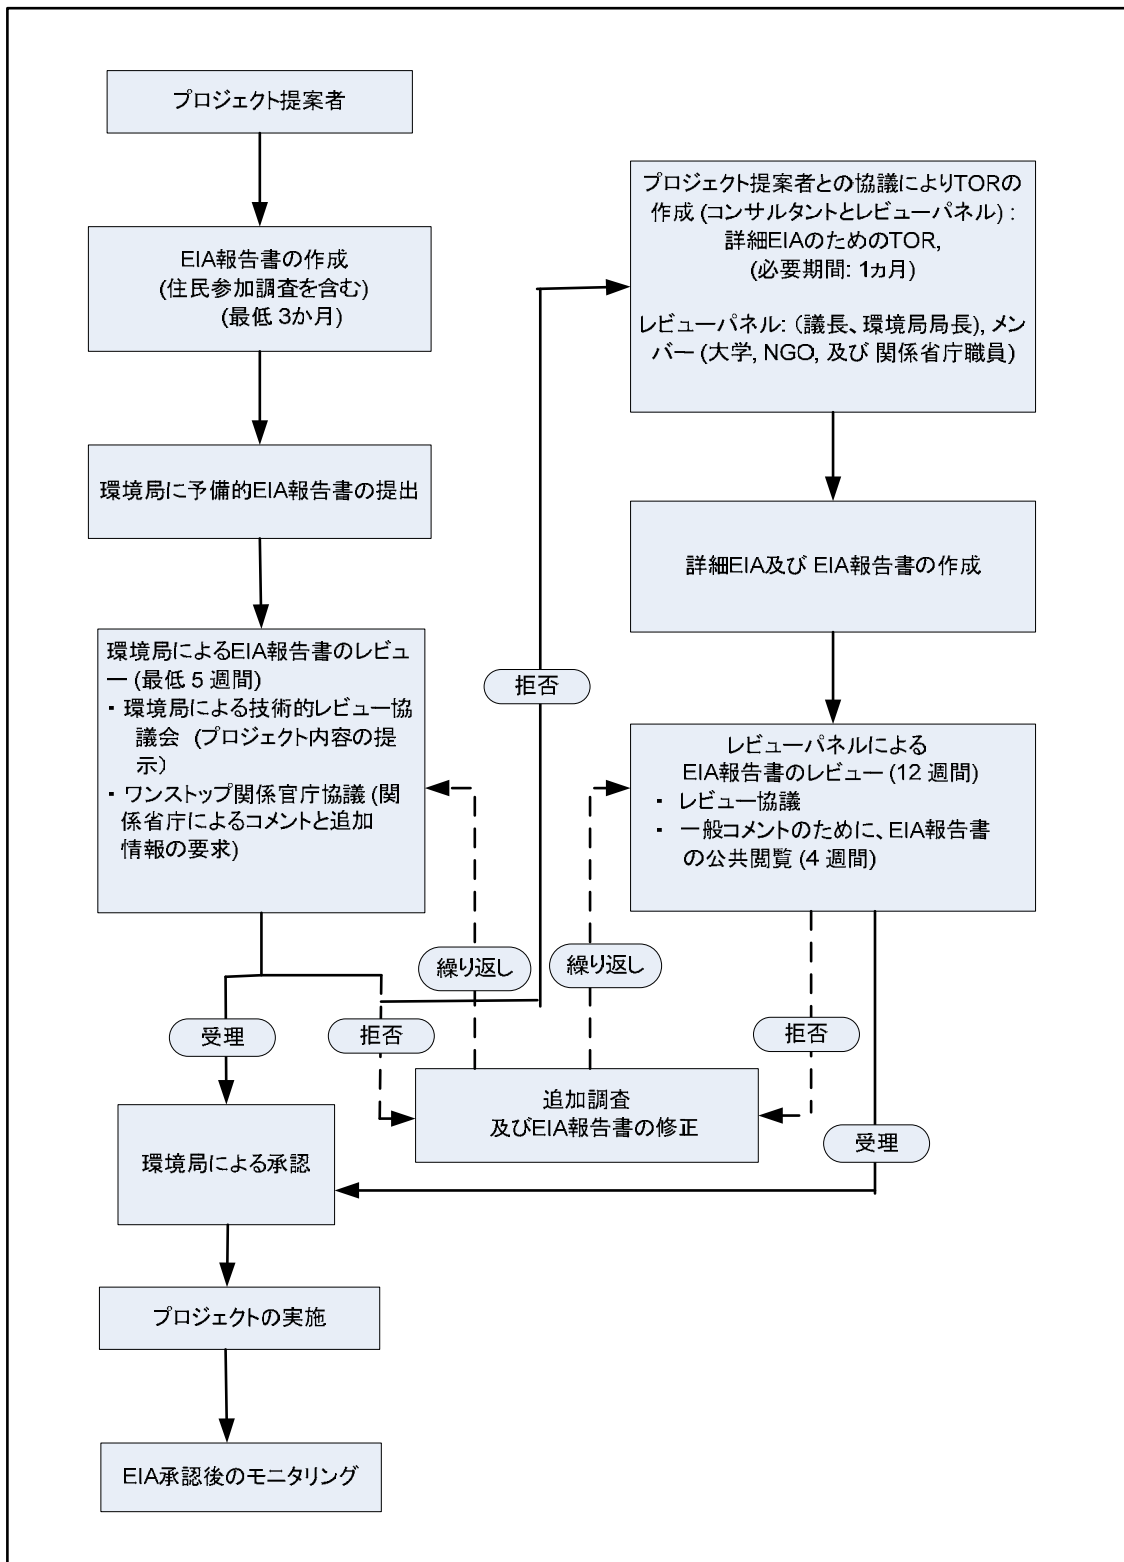 プロジェクト提案者
EIA報告書の作成
(住民参加調査を含む)
(最低 3か月)
環境局に予備的EIA報告書の提出
環境局によるEIA報告書のレビュ
ー (最低 5 週間)
・ 環境局による技術的レビュー協
議会 (プロジェクト内容の提
示)
・ ワンストップ関係官庁協議 (関
係省庁によるコメントと追加
情報の要求)
受理
拒否
環境局による承認
プロジェクトの実施
EIA承認後のモニタリング
拒否
繰り返し
繰り返し
追加調査
及びEIA報告書の修正
プロジェクト提案者との協議によりTORの
作成 (コンサルタントとレビューパネル) :
詳細EIAのためのTOR,
(必要期間: 1ヵ月)
レビューパネル: (議長、環境局局長), メン
バー (大学, NGO, 及び 関係省庁職員)
詳細EIA及び EIA報告書の作成
レビューパネルによる
EIA報告書のレビュー (12 週間)
・ レビュー協議
・ 一般コメントのために、EIA報告書
の公共閲覧 (4 週間)
拒否
受理